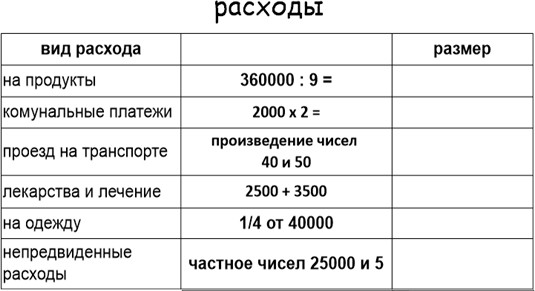 расходы
вид расхода размер
на продукты 360000 : 9 =
комунальные платежи 2000 х 2 =
проезд на транспорте произведение чисел
40 и 50
лекарства и лечение 2500 + 3500
на одежду 1/4 от 40000
непредвиденные
расходы частное чисел 25000 и 5